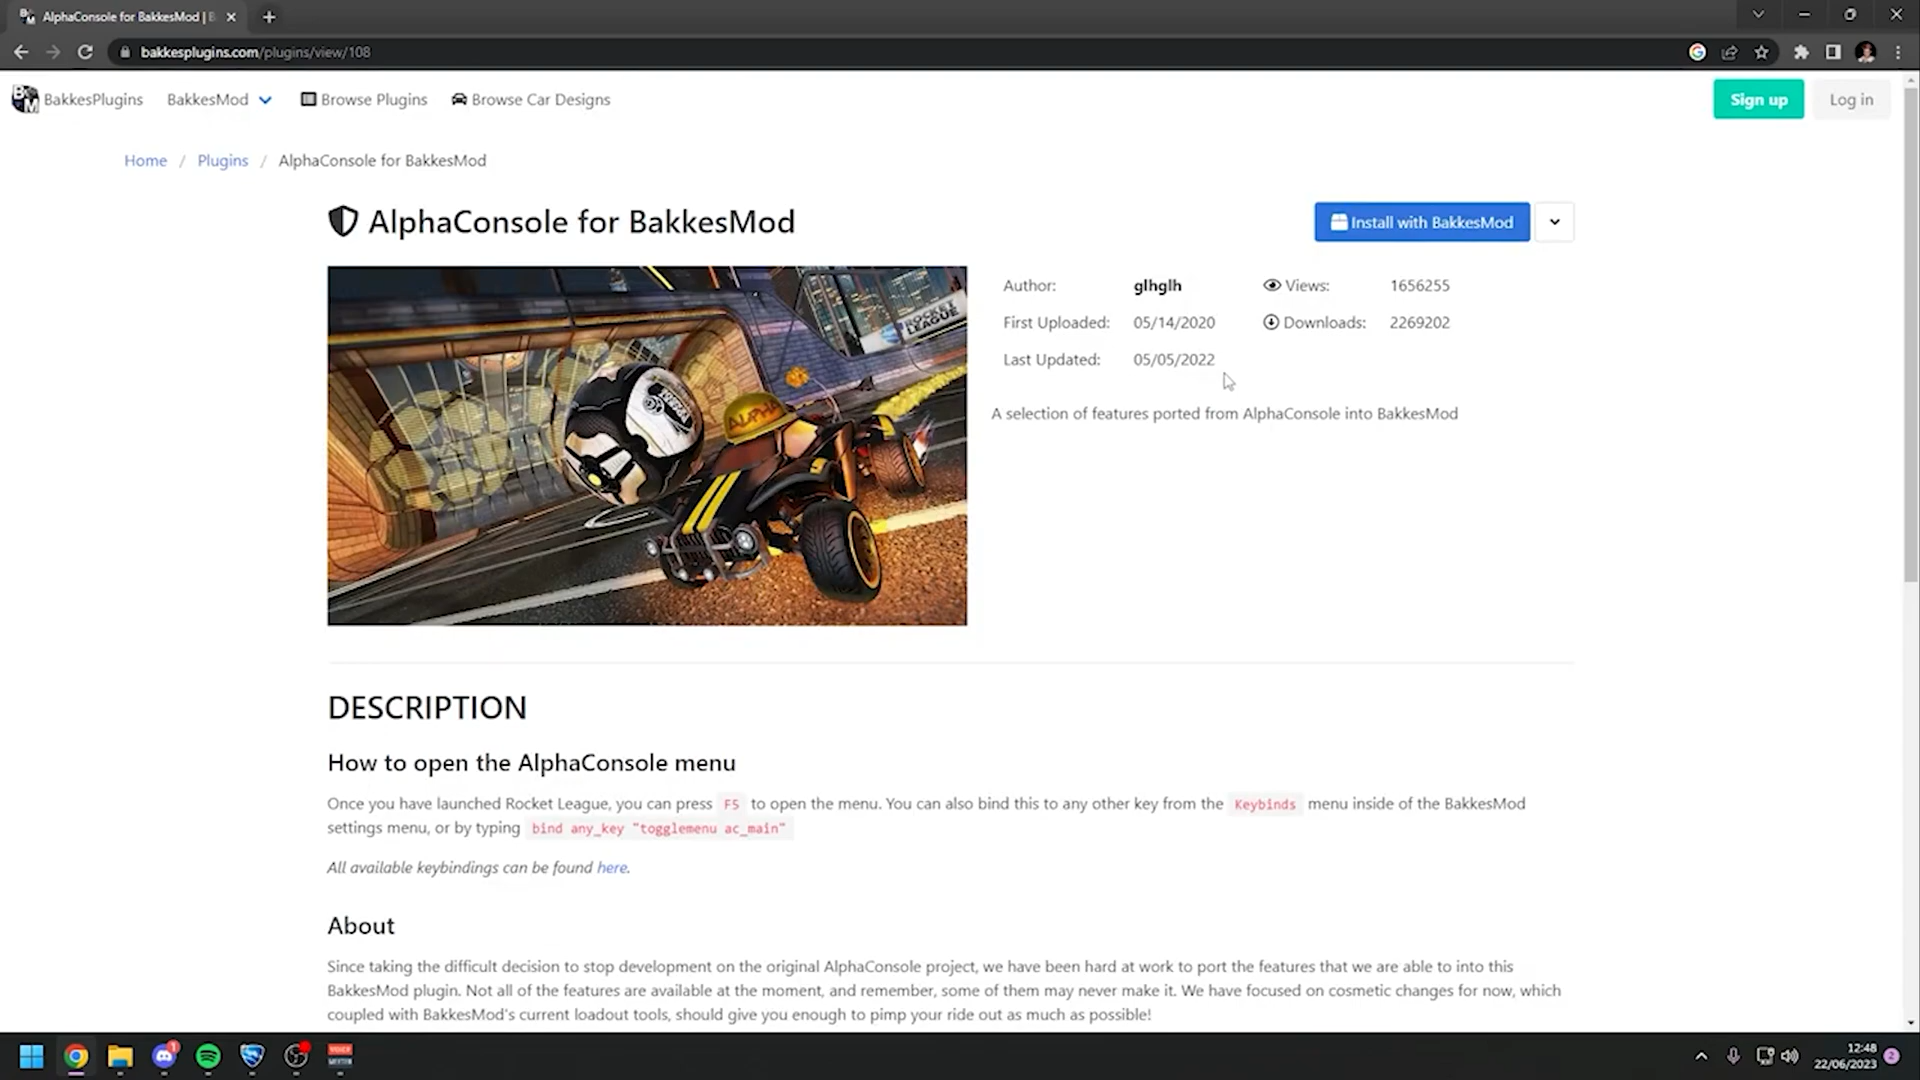 AlphaConsole for BakkesMod | B
bakkesplugins.com/plugins/view/108
BakkesPlugins
BakkesMod
Browse Plugins
Browse Car Designs
Sign up
Log in
Home / Plugins / AlphaConsole for BakkesMod
AlphaConsole for BakkesMod
Install with BakkesMod
ROCKET LEAGUE
ALPHA
Author: glhglh
Views: 1656255
First Uploaded: 05/14/2020
Downloads: 2269202
Last Updated: 05/05/2022
A selection of features ported from AlphaConsole into BakkesMod
DESCRIPTION
How to open the AlphaConsole menu
Once you have launched Rocket League, you can press F5 to open the menu. You can also bind this to any other key from the Keybinds menu inside of the BakkesMod
settings menu, or by typing bind any_key "togglemenu ac_main"
All available keybindings can be found here.
About
Since taking the difficult decision to stop development on the original AlphaConsole project, we have been hard at work to port the features that we are able to into this
BakkesMod plugin. Not all of the features are available at the moment, and remember, some of them may never make it. We have focused on cosmetic changes for now, which
coupled with BakkesMod's current loadout tools, should give you enough to pimp your ride out as much as possible!
1
12:48
22/06/2023
2